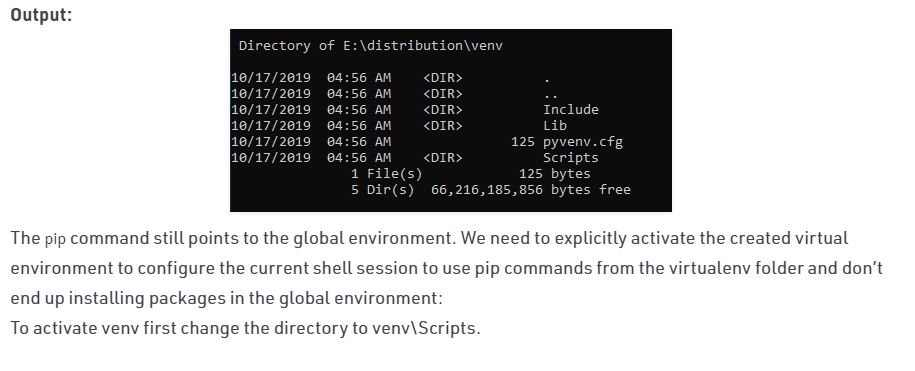 Output:
Directory of E:\distribution\venv
10/17/2019  04:56 AM    <DIR>          .
10/17/2019  04:56 AM    <DIR>          ..
10/17/2019  04:56 AM    <DIR>          Include
10/17/2019  04:56 AM    <DIR>          Lib
10/17/2019  04:56 AM               125 pyvenv.cfg
10/17/2019  04:56 AM    <DIR>          Scripts
1 File(s)            125 bytes
5 Dir(s)  66,216,185,856 bytes free
The pip command still points to the global environment. We need to explicitly activate the created virtual
environment to configure the current shell session to use pip commands from the virtualenv folder and don't
end up installing packages in the global environment:
To activate venv first change the directory to venv\Scripts.